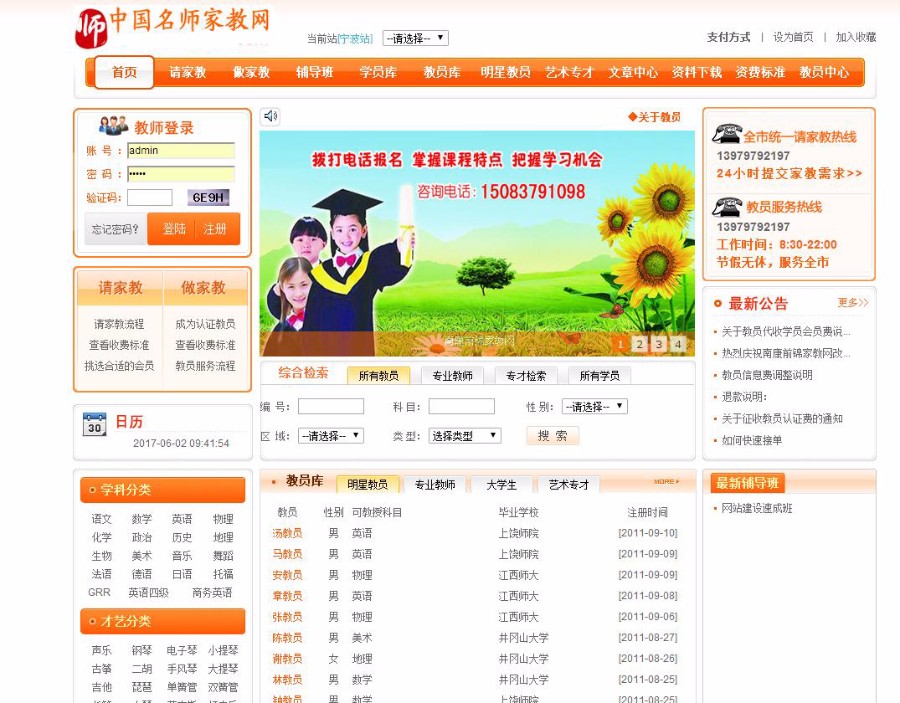 师 中国名师家教网
当前站[宁波站] --请选择--
支付方式 | 设为首页 | 加入收藏
首页 请家教 做家教 辅导班 学员库 教员库 明星教员 艺术专才 文章中心 资料下载 资费标准 教员中心
教师登录
账 号： admin
密 码： •••••
验证码: 6E9H
忘记密码? 登陆 注册
请家教 做家教
请家教流程 成为认证教员
查看收费标准 查看收费标准
挑选合适的会员 教员服务流程
30 日历
2017-06-02 09:41:54
学科分类
语文 数学 英语 物理
化学 政治 历史 地理
生物 美术 音乐 舞蹈
法语 德语 日语 托福
GRR 英语四级 商务英语
才艺分类
声乐 钢琴 电子琴 小提琴
古筝 二胡 手风琴 大提琴
吉他 琵琶 单簧管 双簧管
◆关于教员
拨打电话报名 掌握课程特点 把握学习机会
咨询电话: 15083791098
1 2 3 4
综合检索 所有教员 专业教师 专才检索 所有学员
编 号: 科 目: 性 别: --请选择--
区 域: --请选择-- 类 型: 选择类型 搜 索
教员库 明星教员 专业教师 大学生 艺术专才 MORE
教员 性别 可教授科目 毕业学校 注册时间
汤教员 男 英语 上饶师院 [2011-09-10]
马教员 男 英语 上饶师院 [2011-09-09]
安教员 男 物理 江西师大 [2011-09-09]
章教员 男 英语 江西师大 [2011-09-08]
张教员 男 物理 江西师大 [2011-09-06]
陈教员 男 美术 井冈山大学 [2011-08-27]
谢教员 女 地理 井冈山大学 [2011-08-26]
林教员 男 数学 井冈山大学 [2011-08-25]
教员 男 数学 上饶师院 [2011-08-25]
全市统一请家教热线
13979792197
24小时提交家教需求>>
教员服务热线
13979792197
工作时间：8:30-22:00
节假无休，服务全市
最新公告 更多>>
关于教员代收学员会员费说...
热烈庆祝南康前锦家教网改...
教员信息费调整说明
退款说明:
关于征收教员认证费的通知
如何快速接单
最新辅导班
网站建设速成班